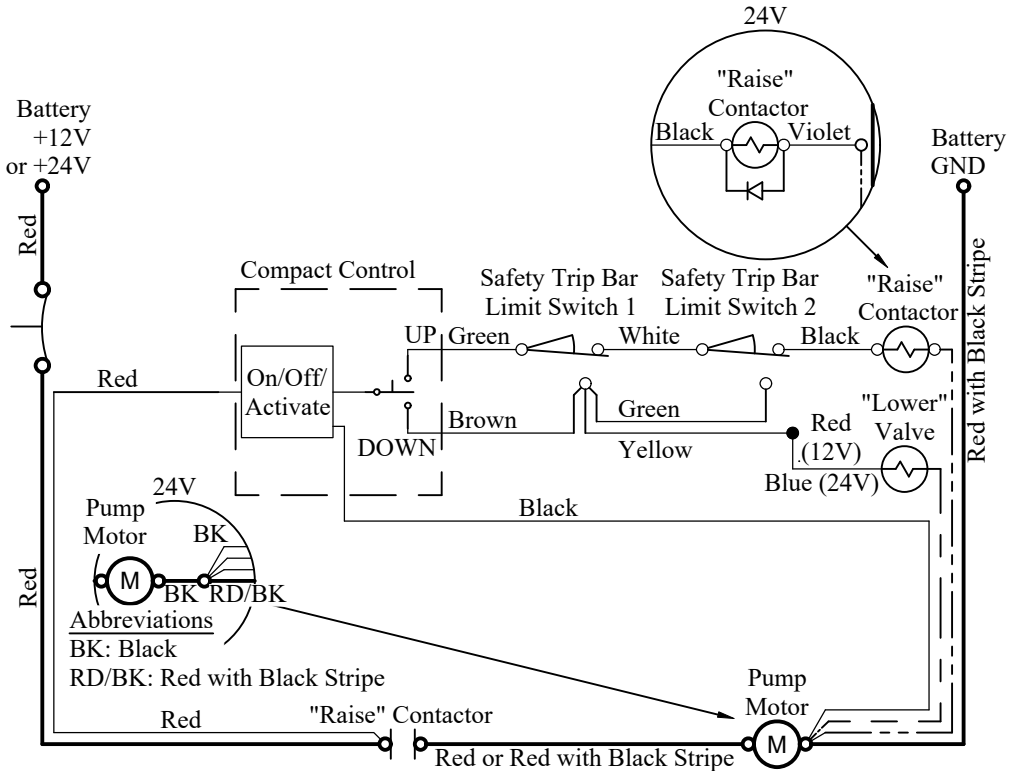 24V
"Raise"
Contactor
Black
Violet
Battery
+12V
or +24V
Battery
GND
Red
Compact Control
Safety Trip Bar
Limit Switch 1
Safety Trip Bar
Limit Switch 2
"Raise"
Contactor
Red with Black Stripe
UP
Green
White
Black
Red
On/Off/
Activate
Brown
DOWN
Green
Yellow
Red
(12V)
Blue (24V)
"Lower"
Valve
24V
Pump
Motor
BK
M
BK
RD/BK
Black
Red
Abbreviations
BK: Black
RD/BK: Red with Black Stripe
Red
"Raise" Contactor
Red or Red with Black Stripe
Pump
Motor
M